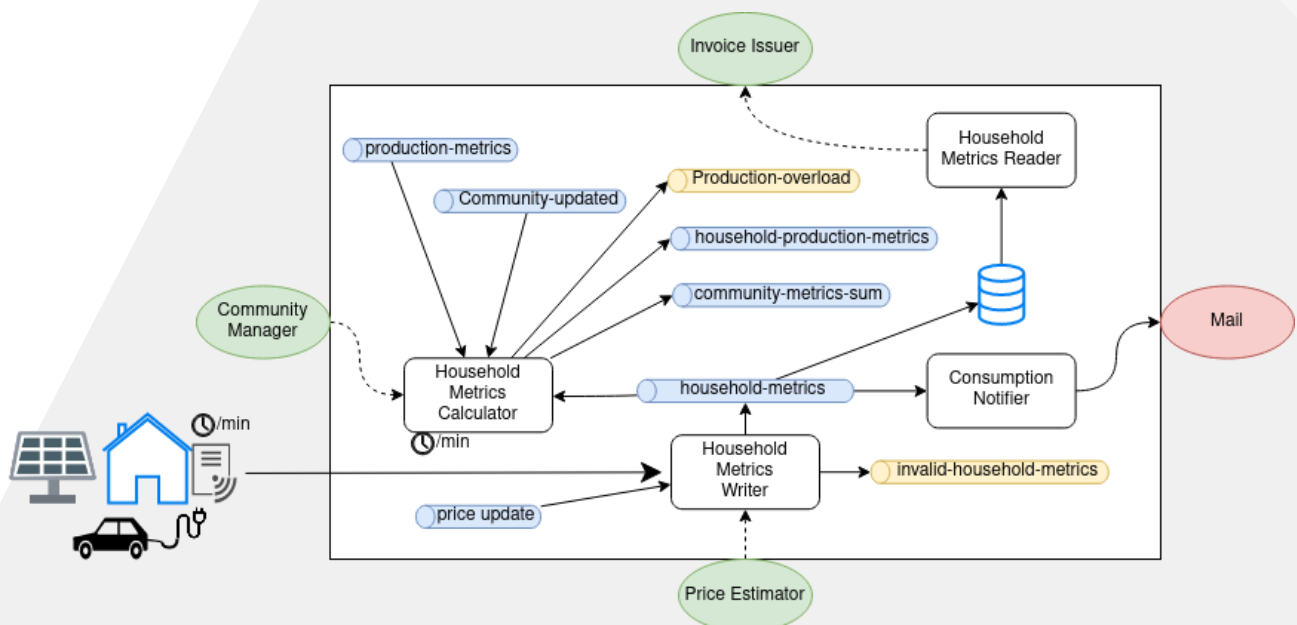 Invoice Issuer
production-metrics
Household
Metrics Reader
Production-overload
Community-updated
household-production-metrics
community-metrics-sum
Community
Manager
Mail
Household
Metrics
Calculator
household-metrics
Consumption
Notifier
/min
/min
Household
Metrics
Writer
invalid-household-metrics
price update
Price Estimator